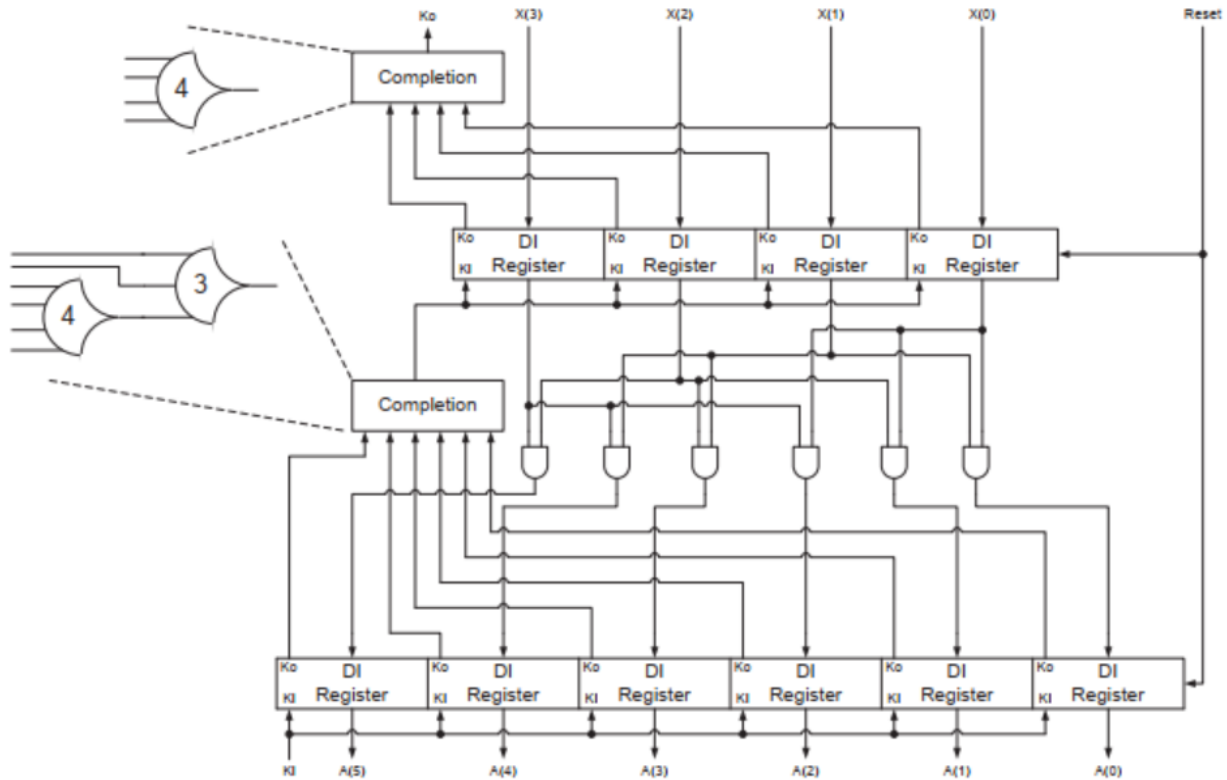 Ko X(3) X(2) X(1) X(0) Reset
4 Completion
Ko DI Ko DI Ko DI Ko DI
KI Register KI Register KI Register KI Register
3
4
Completion
Ko DI Ko DI Ko DI Ko DI Ko DI Ko DI
KI Register KI Register KI Register KI Register KI Register KI Register
KI A(5) A(4) A(3) A(2) A(1) A(0)